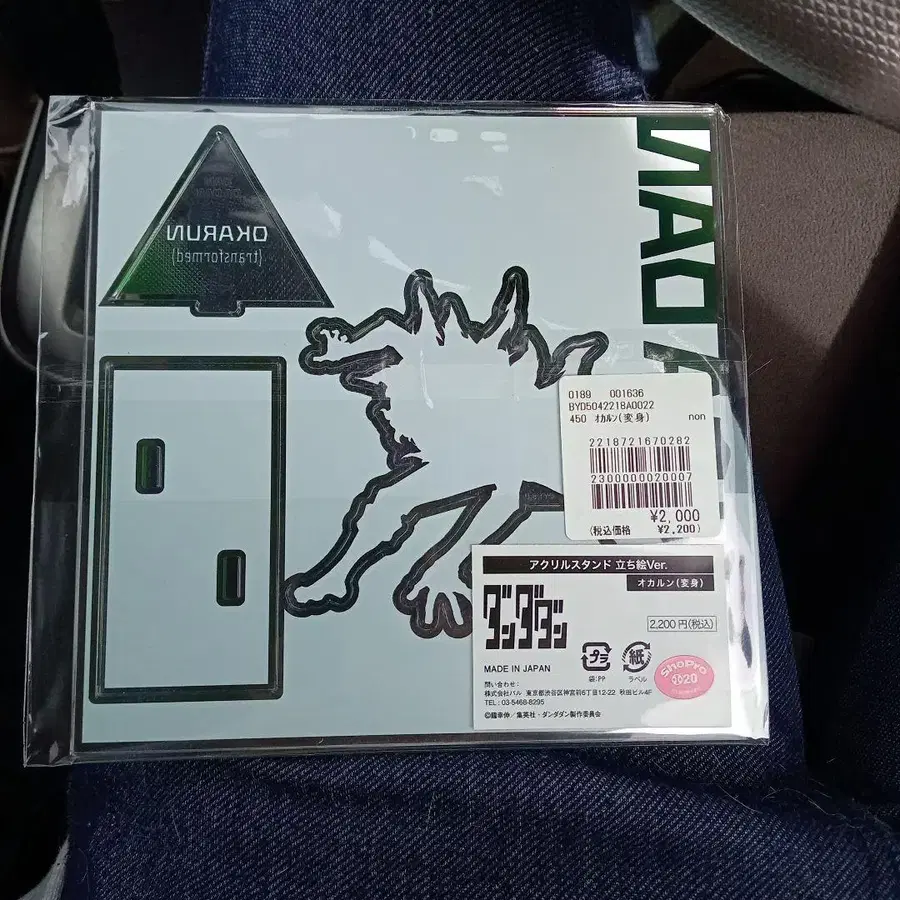 OKARUN
(transformed)
DAN
DA
0189 001636
BYD5042218A0022
450 オカルン(変身) non
2218721670282
2300000020007
¥2,000
(税込価格 ¥2,200)
アクリルスタンド 立ち絵Ver.
オカルン(変身)
ダンダダン
2,200円(税込)
MADE IN JAPAN
プラ
袋:PP
紙
ラベル
ShoPro
020
問い合わせ:
株式会社パル 東京都渋谷区神宮前6丁目12-22 秋田ビル4F
TEL:03-5468-8295
©龍幸伸/集英社・ダンダダン製作委員会